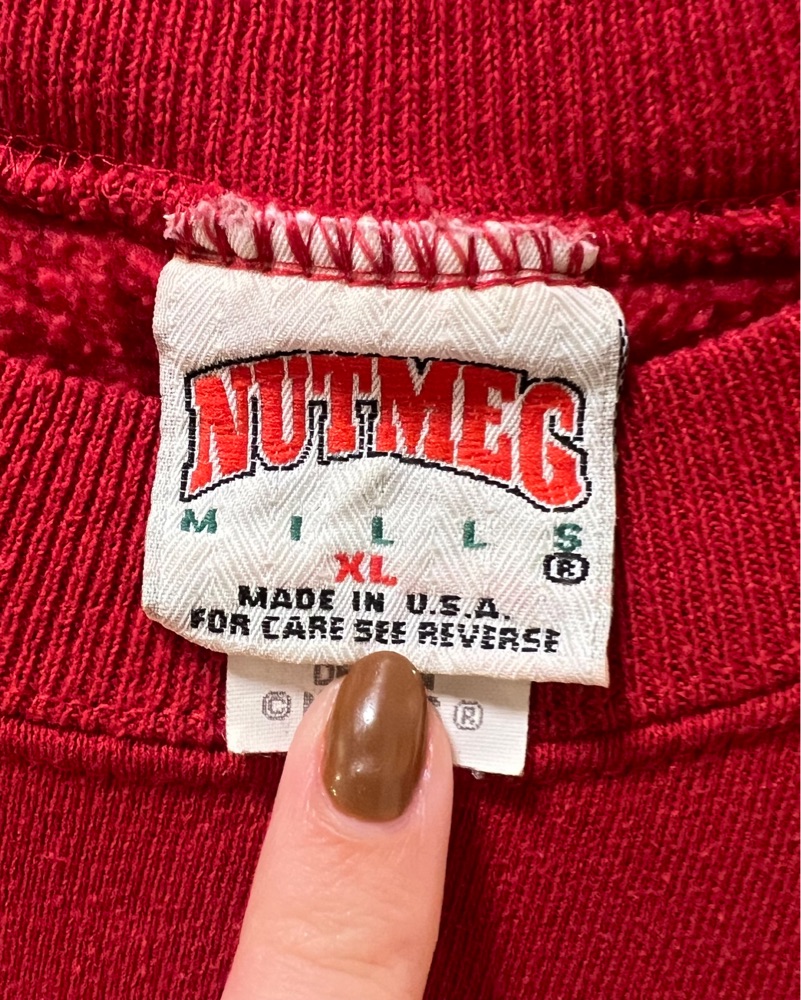 NUTMEG
MILLS
®
XL
MADE IN U.S.A.
FOR CARE SEE REVERSE
© ®